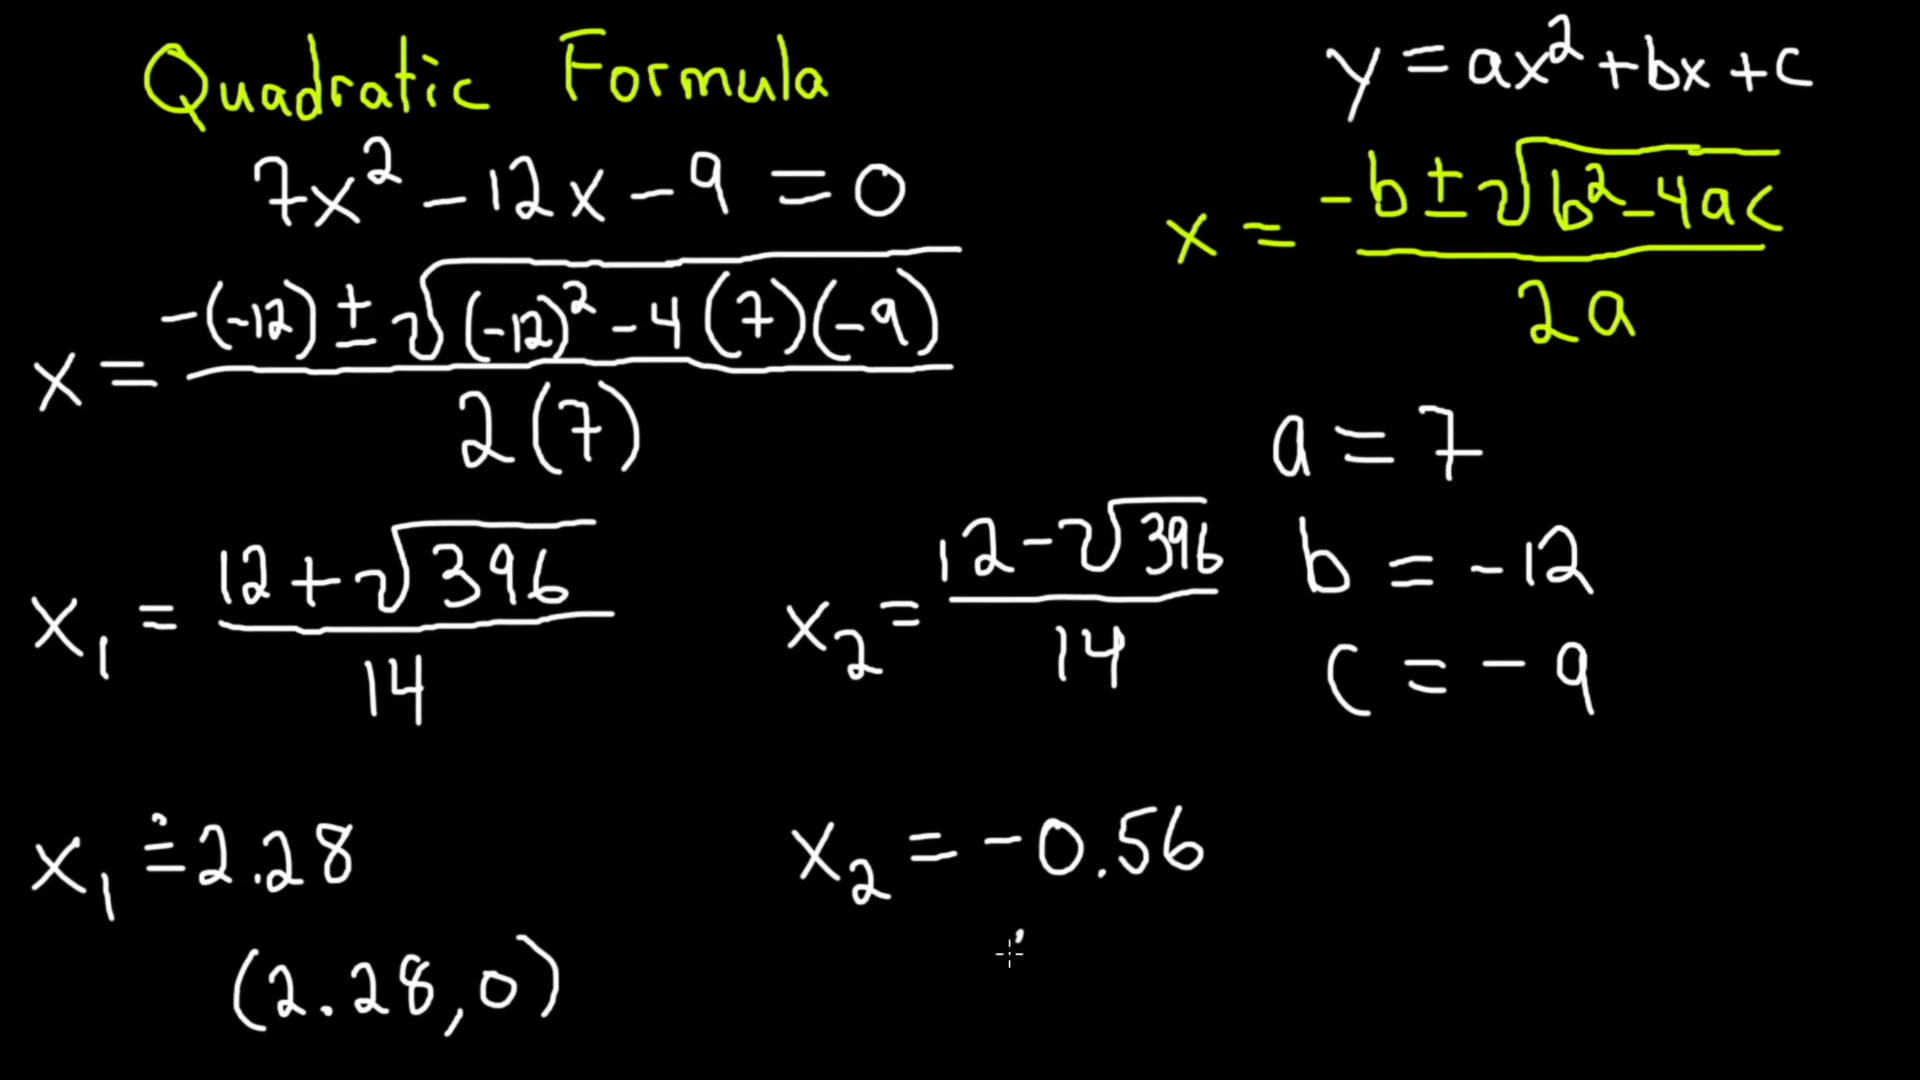 Quadratic Formula
y = ax² + bx + c
7x² - 12x - 9 = 0
x = (-b ± √(b² - 4ac)) / 2a
x = (-(-12) ± √((-12)² - 4(7)(-9))) / 2(7)
a = 7
b = -12
c = -9
x₁ = (12 + √396) / 14
x₂ = (12 - √396) / 14
x₁ ≐ 2.28
x₂ = -0.56
(2.28, 0)